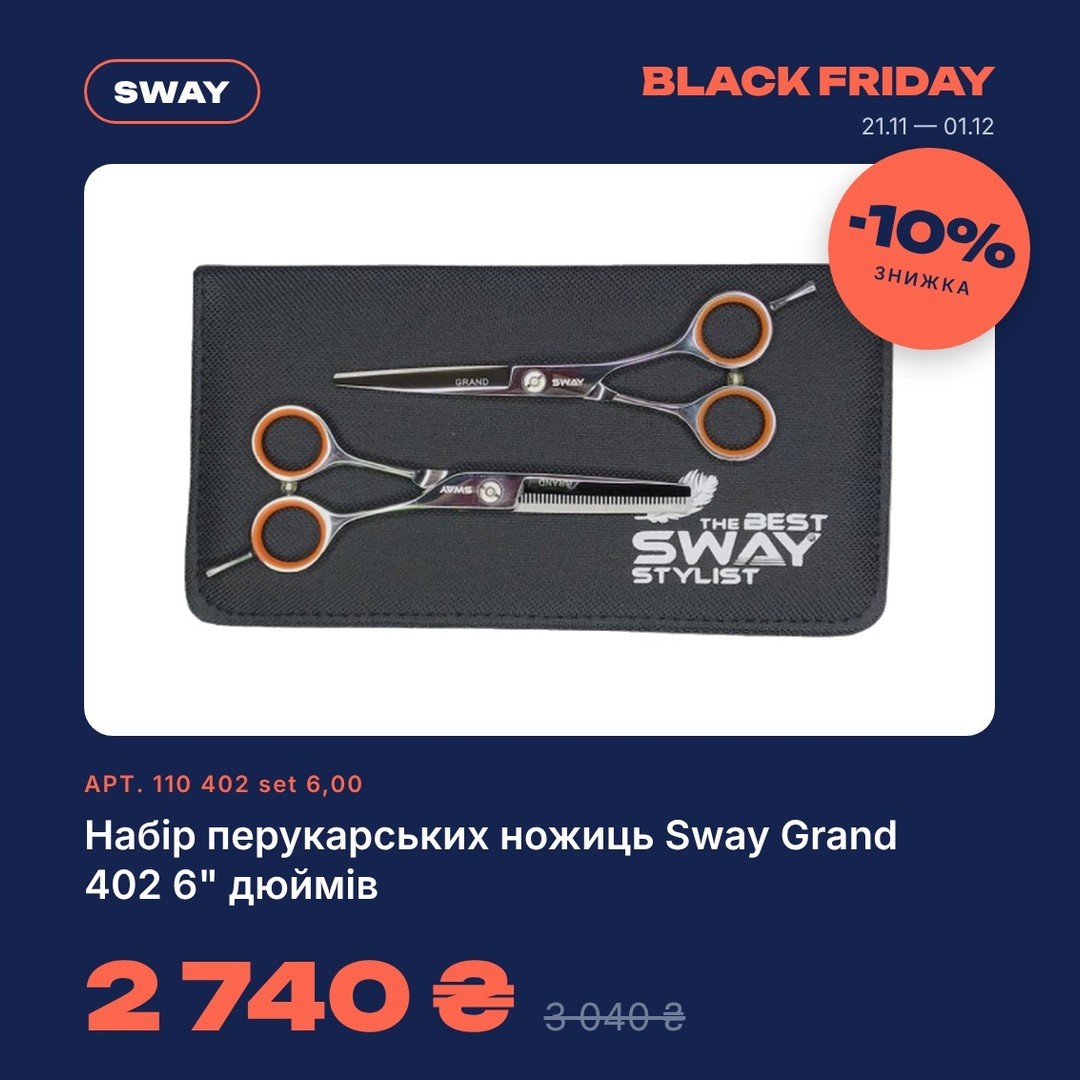 SWAY
BLACK FRIDAY
21.11 — 01.12
-10%
ЗНИЖКА
GRAND
SWAY
SWAY
GRAND
THE BEST
SWAY®
STYLIST
АРТ. 110 402 set 6,00
Набір перукарських ножиць Sway Grand
402 6" дюймів
2 740 ₴
3 040 ₴